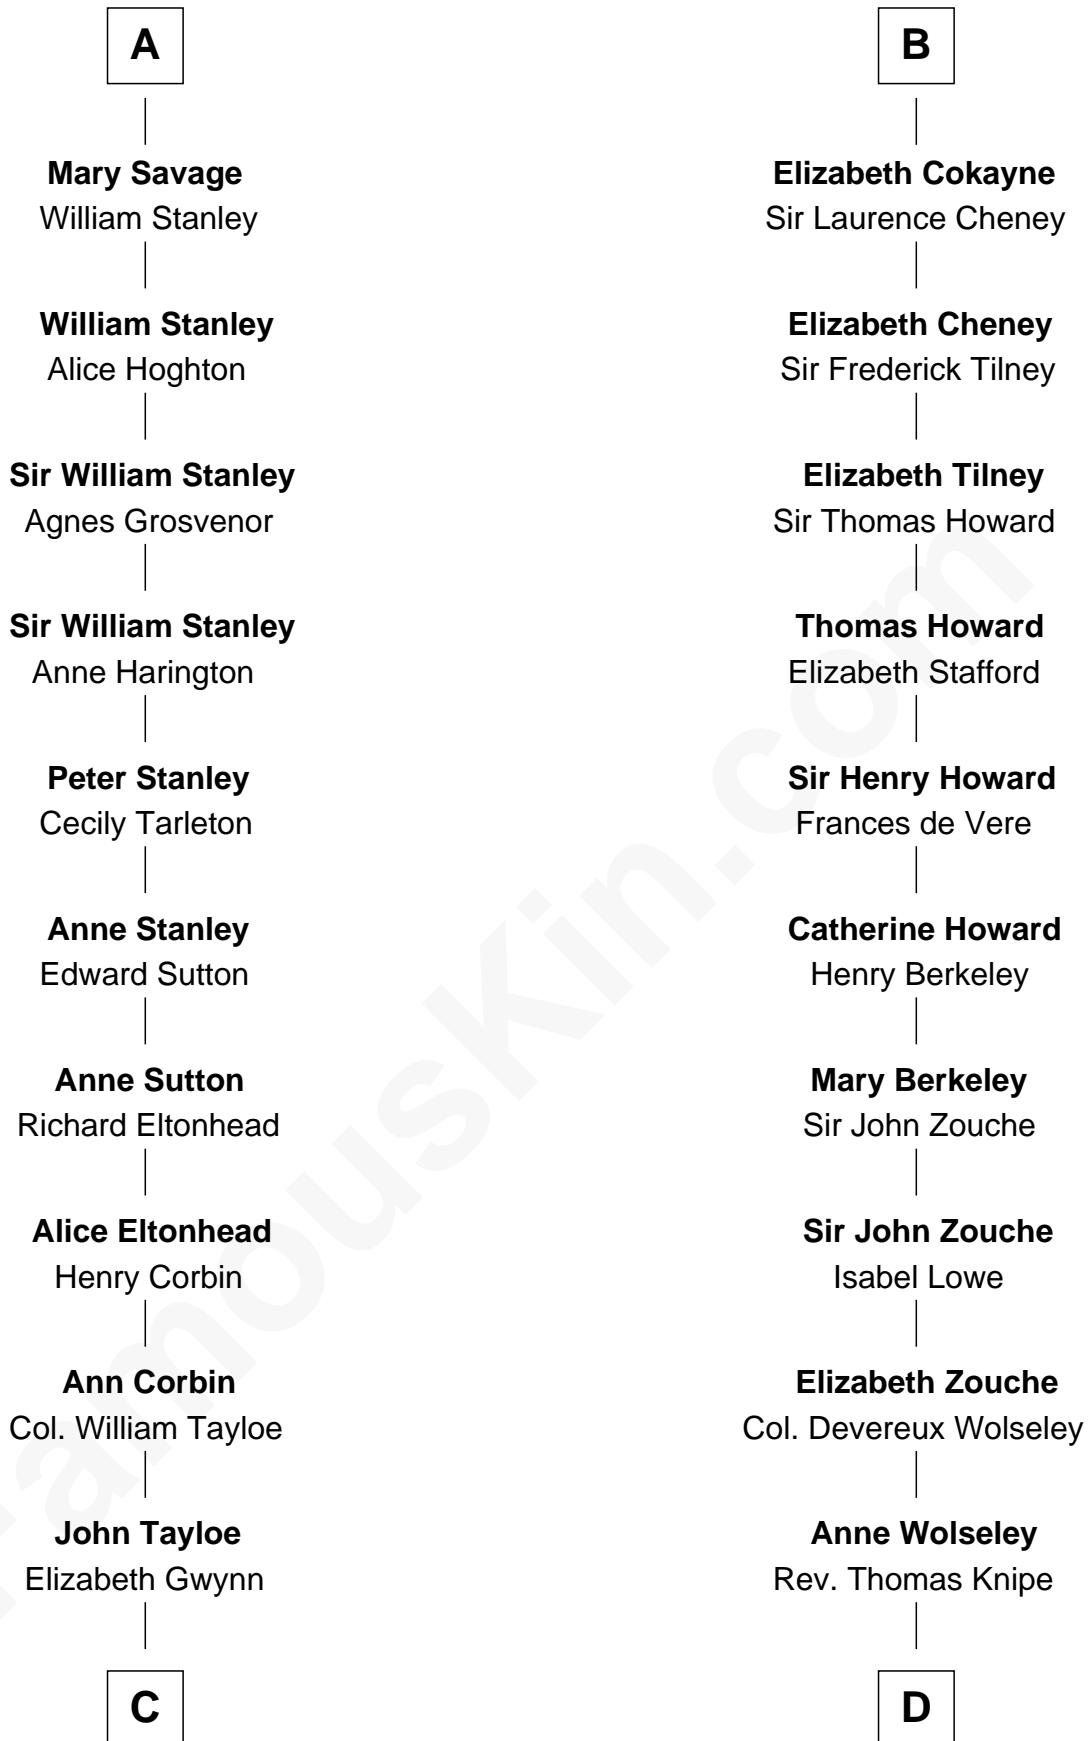 A
Mary Savage
William Stanley
William Stanley
Alice Hoghton
Sir William Stanley
Agnes Grosvenor
Sir William Stanley
Anne Harington
Peter Stanley
Cecily Tarleton
Anne Stanley
Edward Sutton
Anne Sutton
Richard Eltonhead
Alice Eltonhead
Henry Corbin
Ann Corbin
Col. William Tayloe
John Tayloe
Elizabeth Gwynn
C
B
Elizabeth Cokayne
Sir Laurence Cheney
Elizabeth Cheney
Sir Frederick Tilney
Elizabeth Tilney
Sir Thomas Howard
Thomas Howard
Elizabeth Stafford
Sir Henry Howard
Frances de Vere
Catherine Howard
Henry Berkeley
Mary Berkeley
Sir John Zouche
Sir John Zouche
Isabel Lowe
Elizabeth Zouche
Col. Devereux Wolseley
Anne Wolseley
Rev. Thomas Knipe
D
FamousKin.com